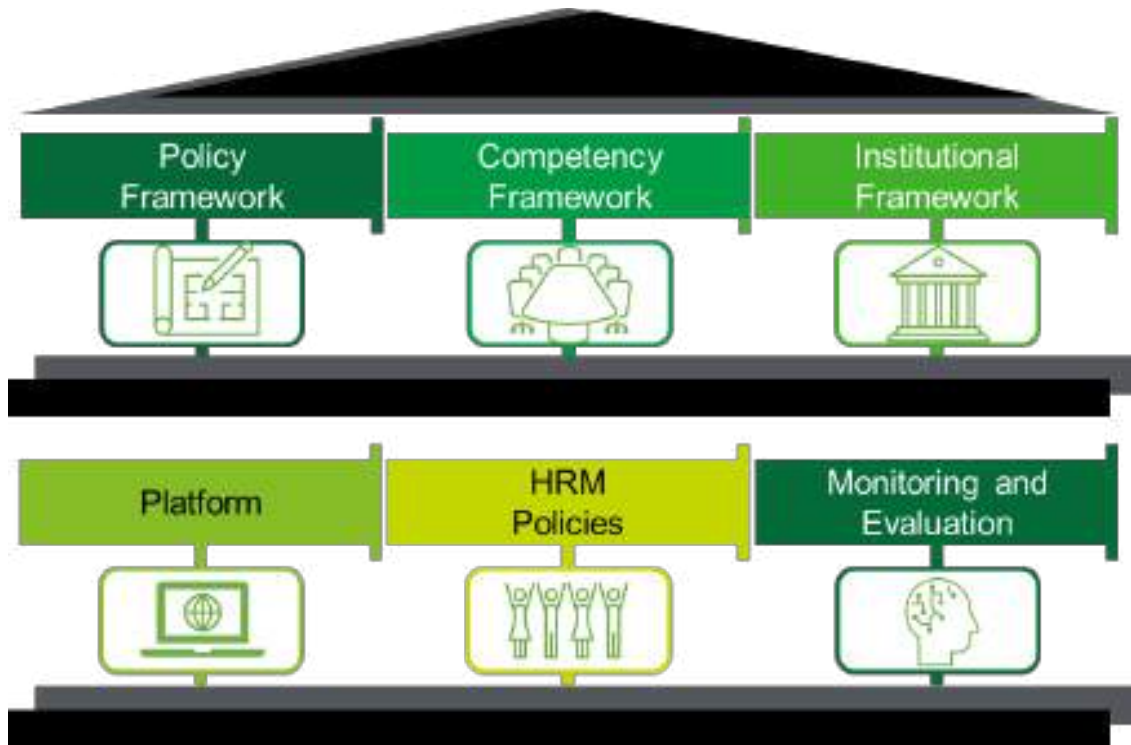 Policy
Framework
Competency
Framework
Institutional
Framework
Platform
HRM
Policies
Monitoring and
Evaluation